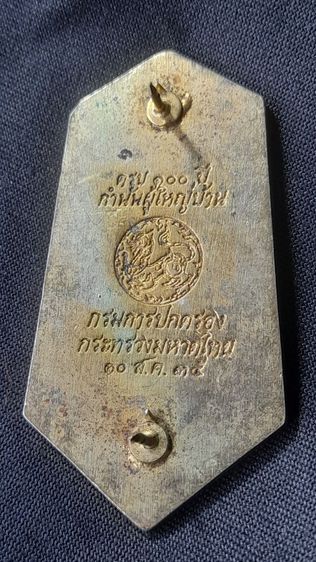 ครบ ๑๐๐ ปี
กำนันผู้ใหญ่บ้าน
กรมการปกครอง
กระทรวงมหาดไทย
๑๐ ส.ค. ๓๕